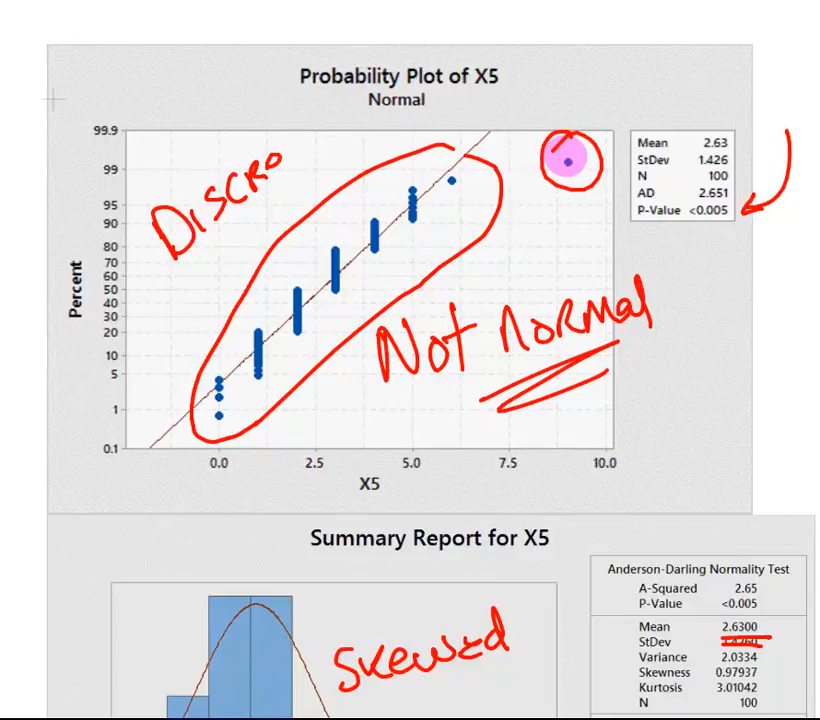 Probability Plot of X5
Normal
99.9
99
95
90
80
70
60
50
40
30
20
10
5
1
0.1
Percent
0.0 2.5 5.0 7.5 10.0
X5
Mean 2.63
StDev 1.426
N 100
AD 2.651
P-Value <0.005
DISCR
Not Normal
Summary Report for X5
Skewed
Anderson-Darling Normality Test
A-Squared 2.65
P-Value <0.005
Mean 2.6300
StDev
Variance 2.0334
Skewness 0.97937
Kurtosis 3.01042
N 100